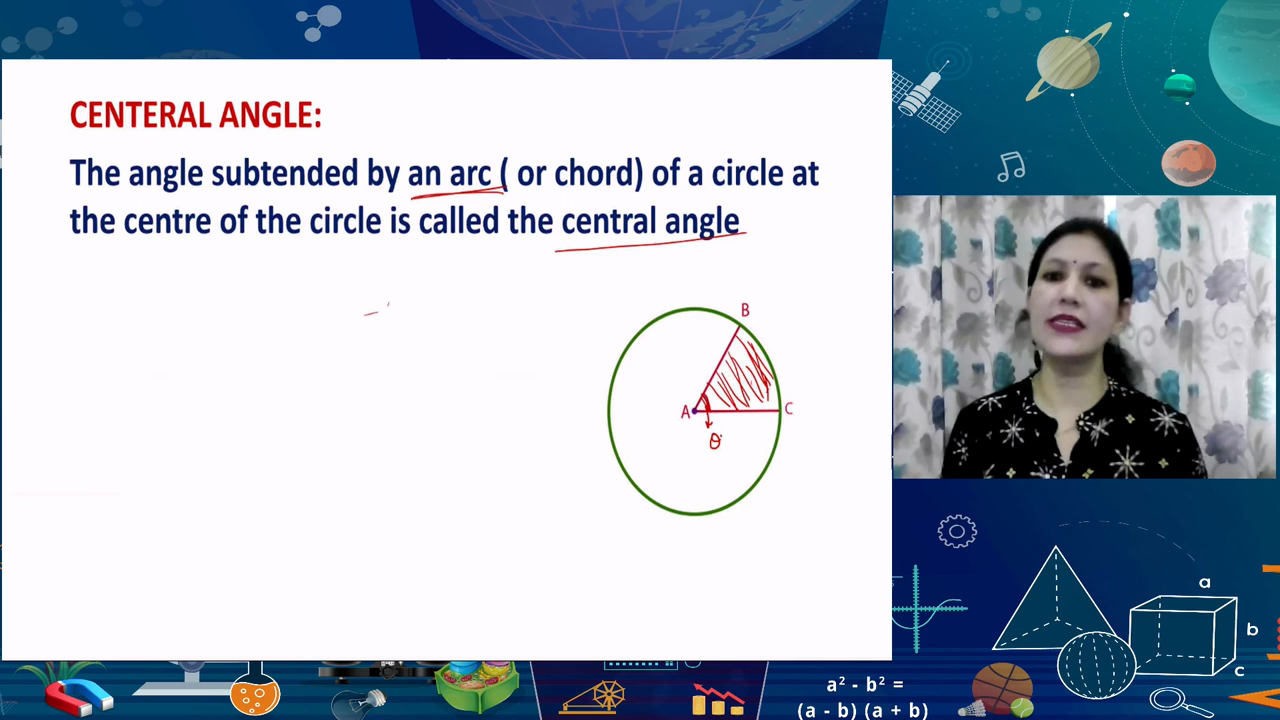 CENTERAL ANGLE:
The angle subtended by an arc ( or chord) of a circle at
the centre of the circle is called the central angle
B
A
C
θ
a
b
c
a² - b² =
(a - b) (a + b)